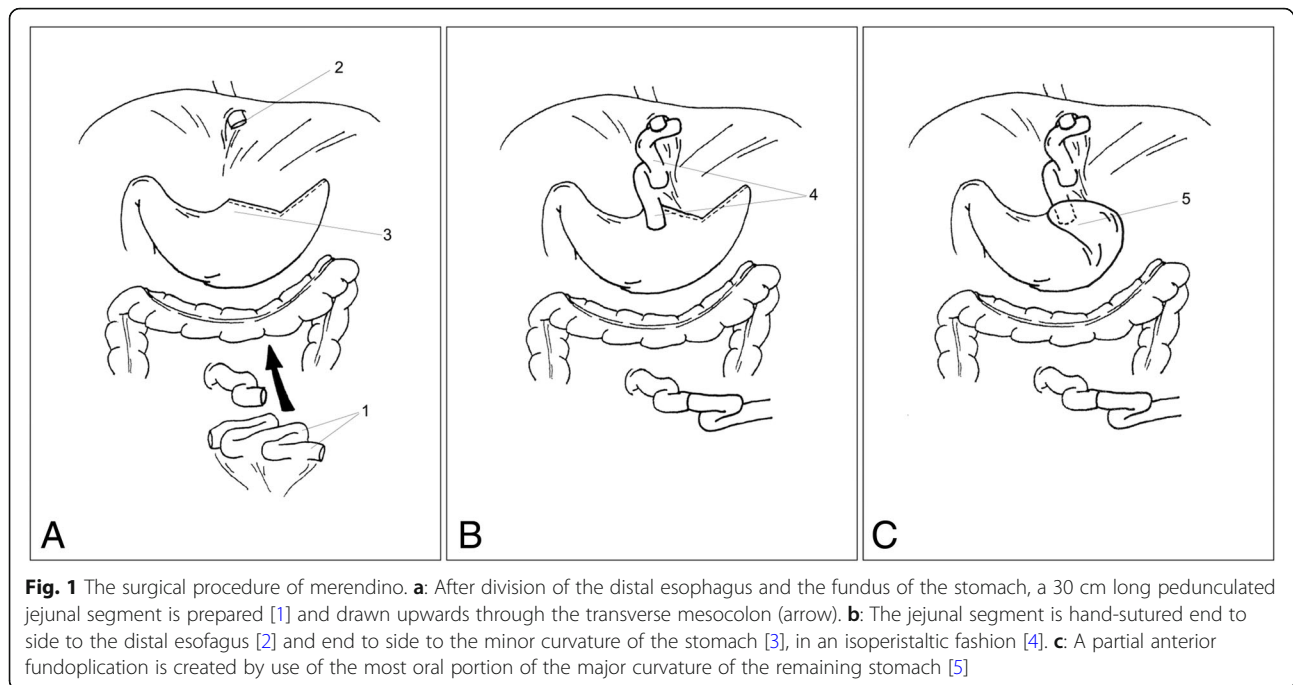 2
3
1
A
4
B
5
C
Fig. 1 The surgical procedure of merendino. a: After division of the distal esophagus and the fundus of the stomach, a 30 cm long pedunculated
jejunal segment is prepared [1] and drawn upwards through the transverse mesocolon (arrow). b: The jejunal segment is hand-sutured end to
side to the distal esofagus [2] and end to side to the minor curvature of the stomach [3], in an isoperistaltic fashion [4]. c: A partial anterior
fundoplication is created by use of the most oral portion of the major curvature of the remaining stomach [5]